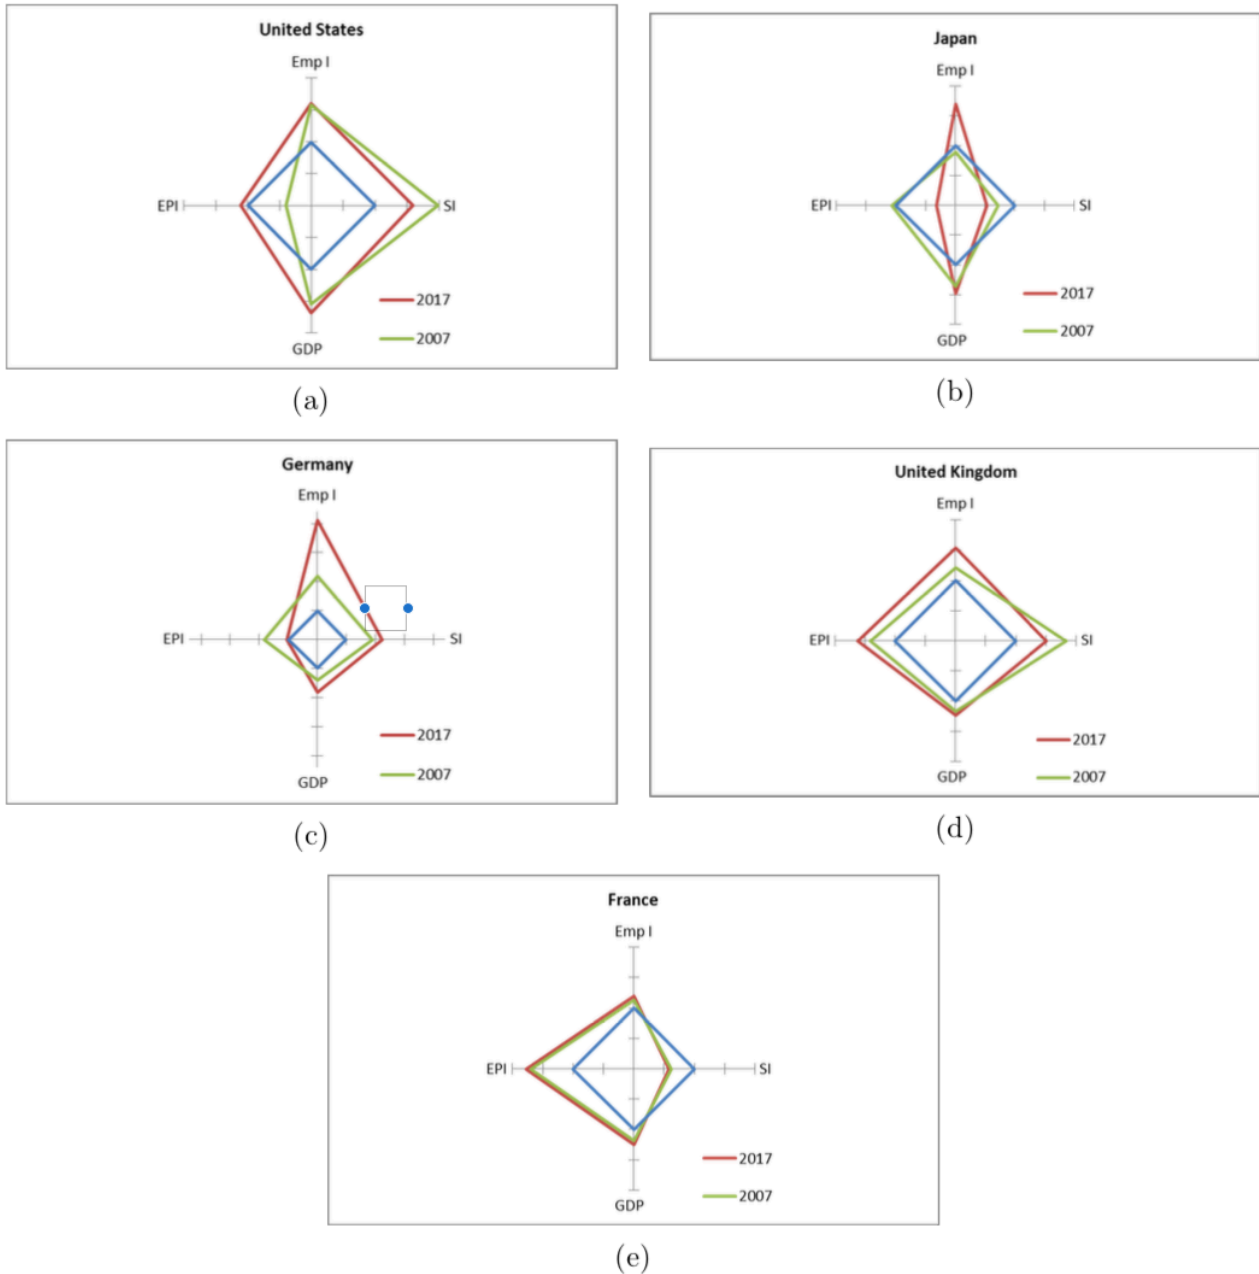 United States
Emp I
EPI
SI
2017
2007
GDP
(a)
Japan
Emp I
EPI
SI
2017
2007
GDP
(b)
Germany
Emp I
EPI
SI
2017
2007
GDP
(c)
United Kingdom
Emp I
EPI
SI
2017
2007
GDP
(d)
France
Emp I
EPI
SI
2017
2007
GDP
(e)